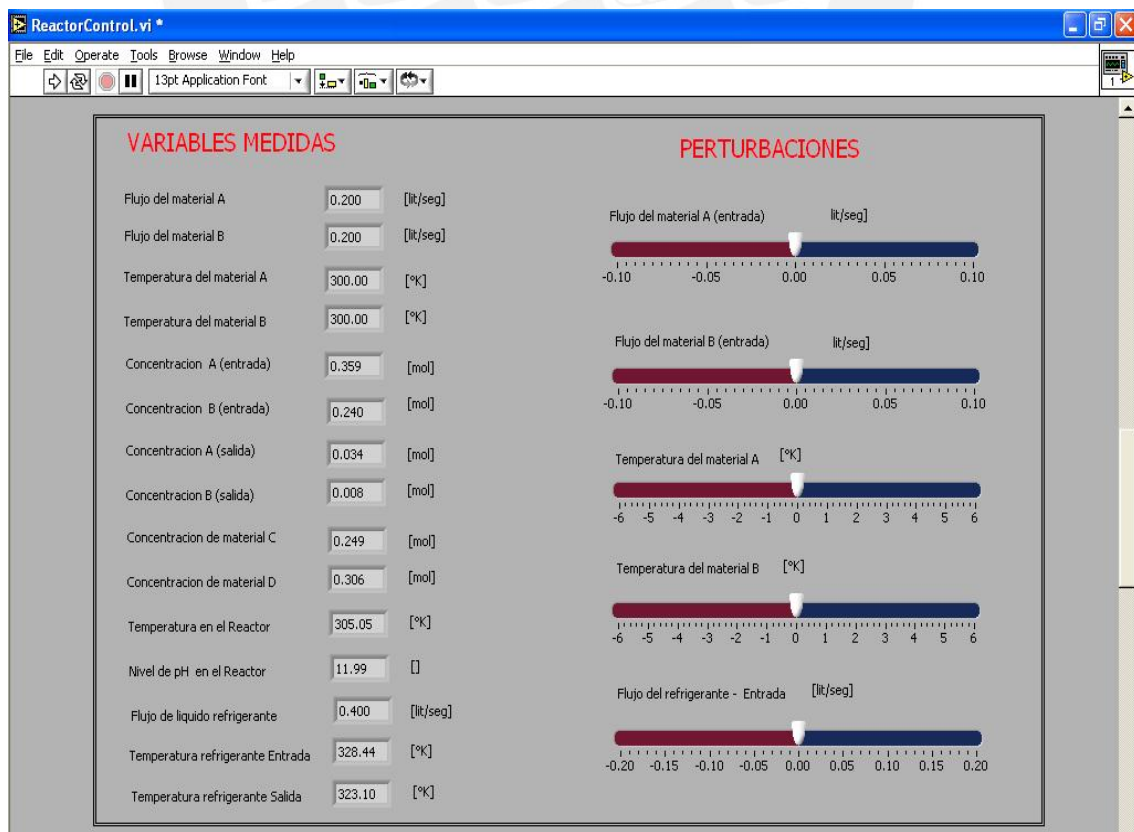 ReactorControl.vi *
File Edit Operate Tools Browse Window Help
13pt Application Font
1
VARIABLES MEDIDAS
Flujo del material A 0.200 [lit/seg]
Flujo del material B 0.200 [lit/seg]
Temperatura del material A 300.00 [°K]
Temperatura del material B 300.00 [°K]
Concentracion A (entrada) 0.359 [mol]
Concentracion B (entrada) 0.240 [mol]
Concentracion A (salida) 0.034 [mol]
Concentracion B (salida) 0.008 [mol]
Concentracion de material C 0.249 [mol]
Concentracion de material D 0.306 [mol]
Temperatura en el Reactor 305.05 [°K]
Nivel de pH en el Reactor 11.99 []
Flujo de liquido refrigerante 0.400 [lit/seg]
Temperatura refrigerante Entrada 328.44 [°K]
Temperatura refrigerante Salida 323.10 [°K]
PERTURBACIONES
Flujo del material A (entrada) lit/seg]
-0.10 -0.05 0.00 0.05 0.10
Flujo del material B (entrada) lit/seg]
-0.10 -0.05 0.00 0.05 0.10
Temperatura del material A [°K]
-6 -5 -4 -3 -2 -1 0 1 2 3 4 5 6
Temperatura del material B [°K]
-6 -5 -4 -3 -2 -1 0 1 2 3 4 5 6
Flujo del refrigerante - Entrada [lit/seg]
-0.20 -0.15 -0.10 -0.05 0.00 0.05 0.10 0.15 0.20